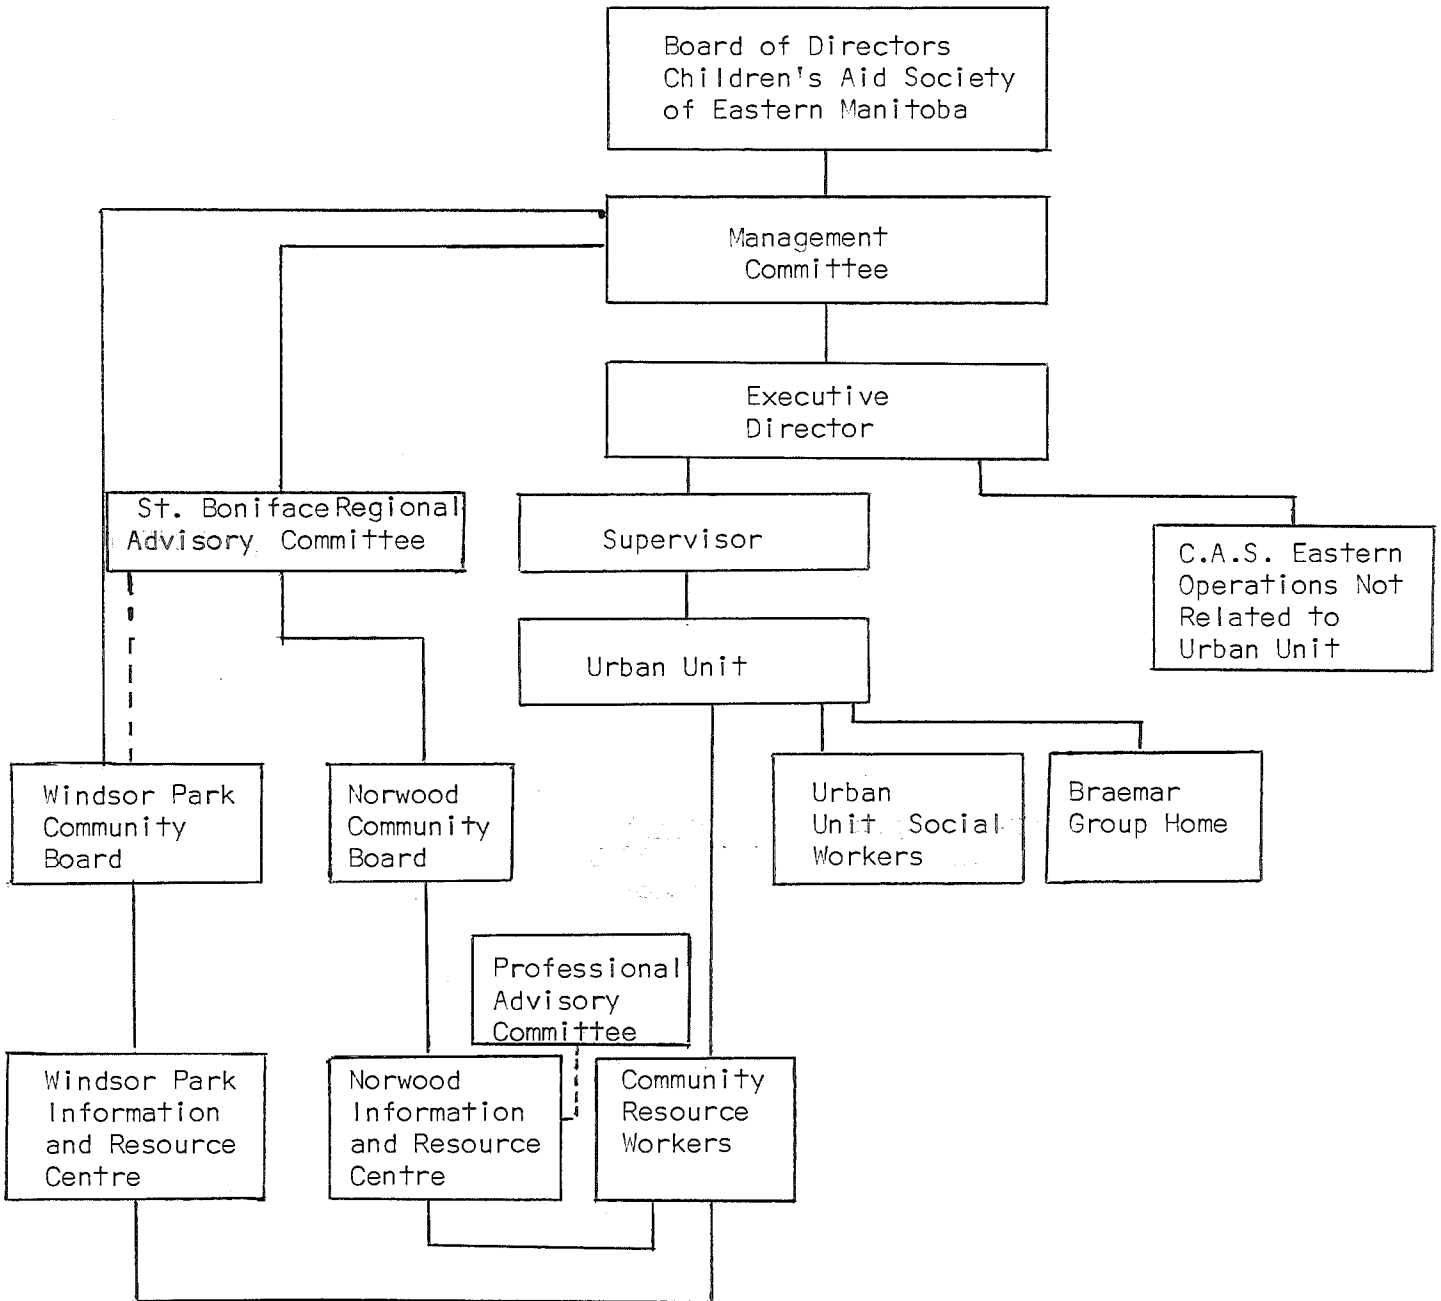 Board of Directors
Children's Aid Society
of Eastern Manitoba
Management
Committee
Executive
Director
St. Boniface Regional
Advisory Committee
Supervisor
C.A.S. Eastern
Operations Not
Related to
Urban Unit
Urban Unit
Windsor Park
Community
Board
Norwood
Community
Board
Urban
Unit Social
Workers
Braemar
Group Home
Professional
Advisory
Committee
Windsor Park
Information
and Resource
Centre
Norwood
Information
and Resource
Centre
Community
Resource
Workers